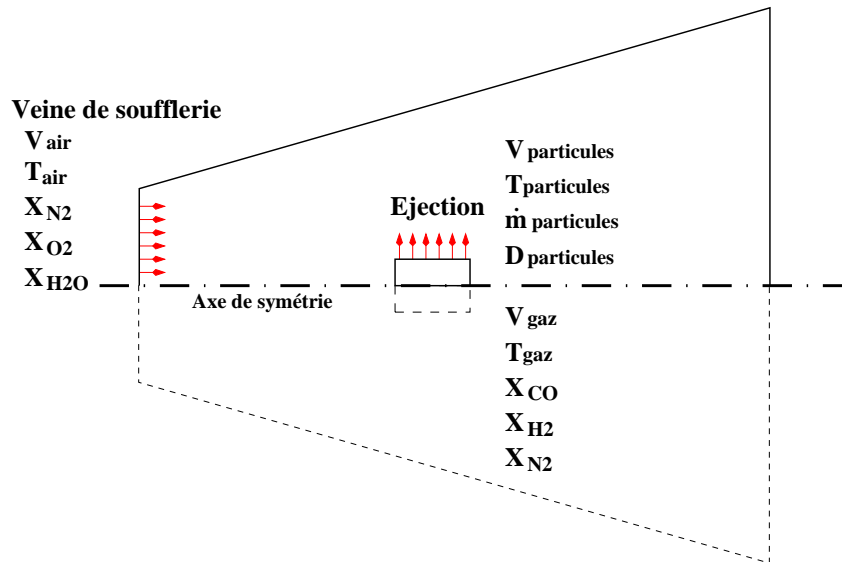 Veine de soufflerie
V air
T air
X N2
X O2
X H2O
Ejection
Axe de symétrie
V particules
T particules
ṁ particules
D particules
V gaz
T gaz
X CO
X H2
X N2